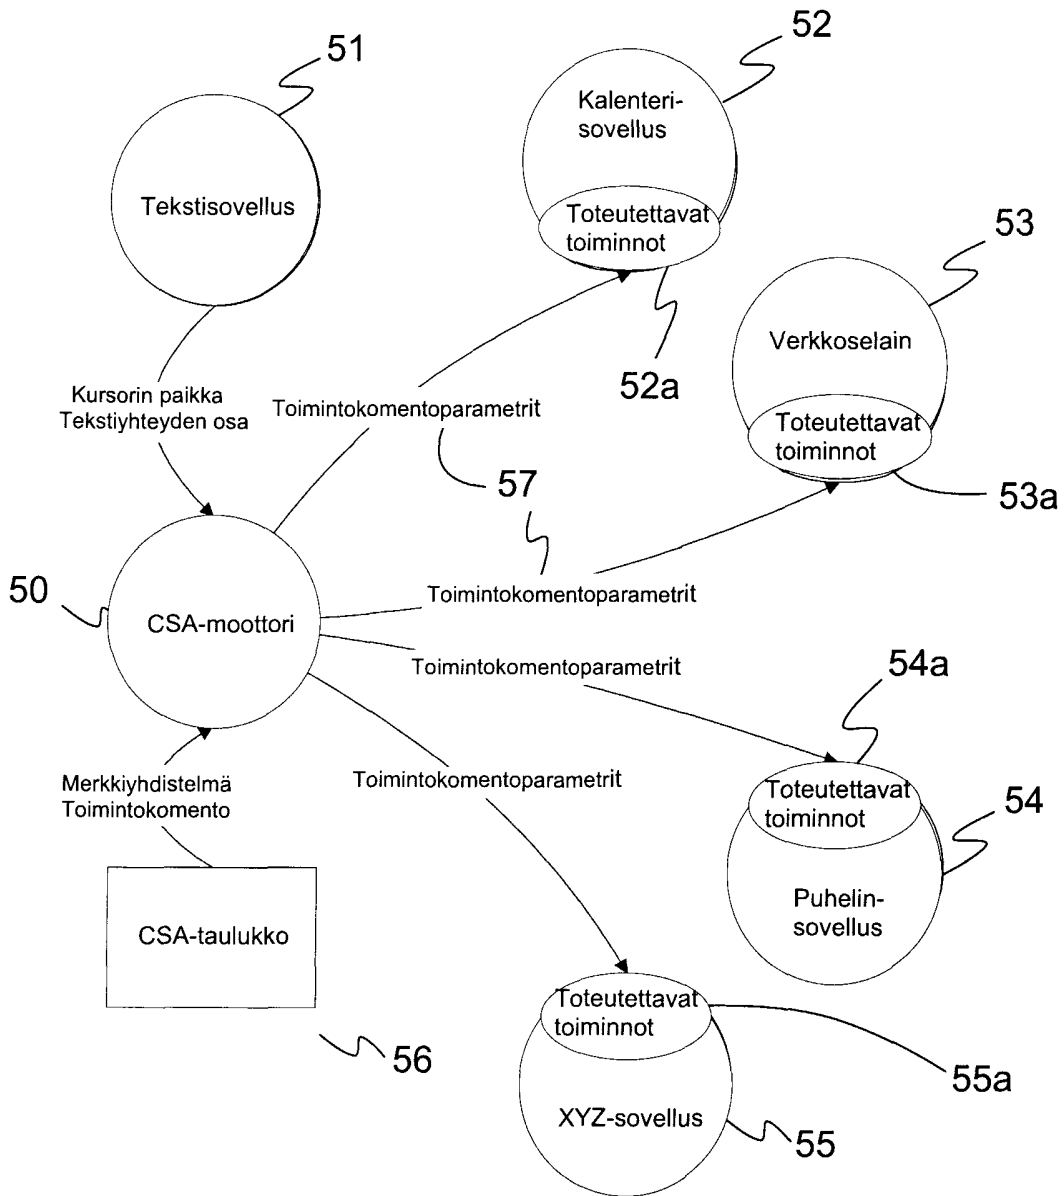 51
52
Kalenteri-
sovellus
Tekstisovellus
Toteutettavat
toiminnot
53
Verkkoselain
52a
Kursorin paikka
Tekstiyhteyden osa
Toimintokomentoparametrit
Toteutettavat
toiminnot
57
53a
50
CSA-moottori
Toimintokomentoparametrit
Toimintokomentoparametrit
54a
Merkkiyhdistelmä
Toimintokomento
Toimintokomentoparametrit
Toteutettavat
toiminnot
54
Puhelin-
sovellus
CSA-taulukko
Toteutettavat
toiminnot
56
55a
XYZ-sovellus
55